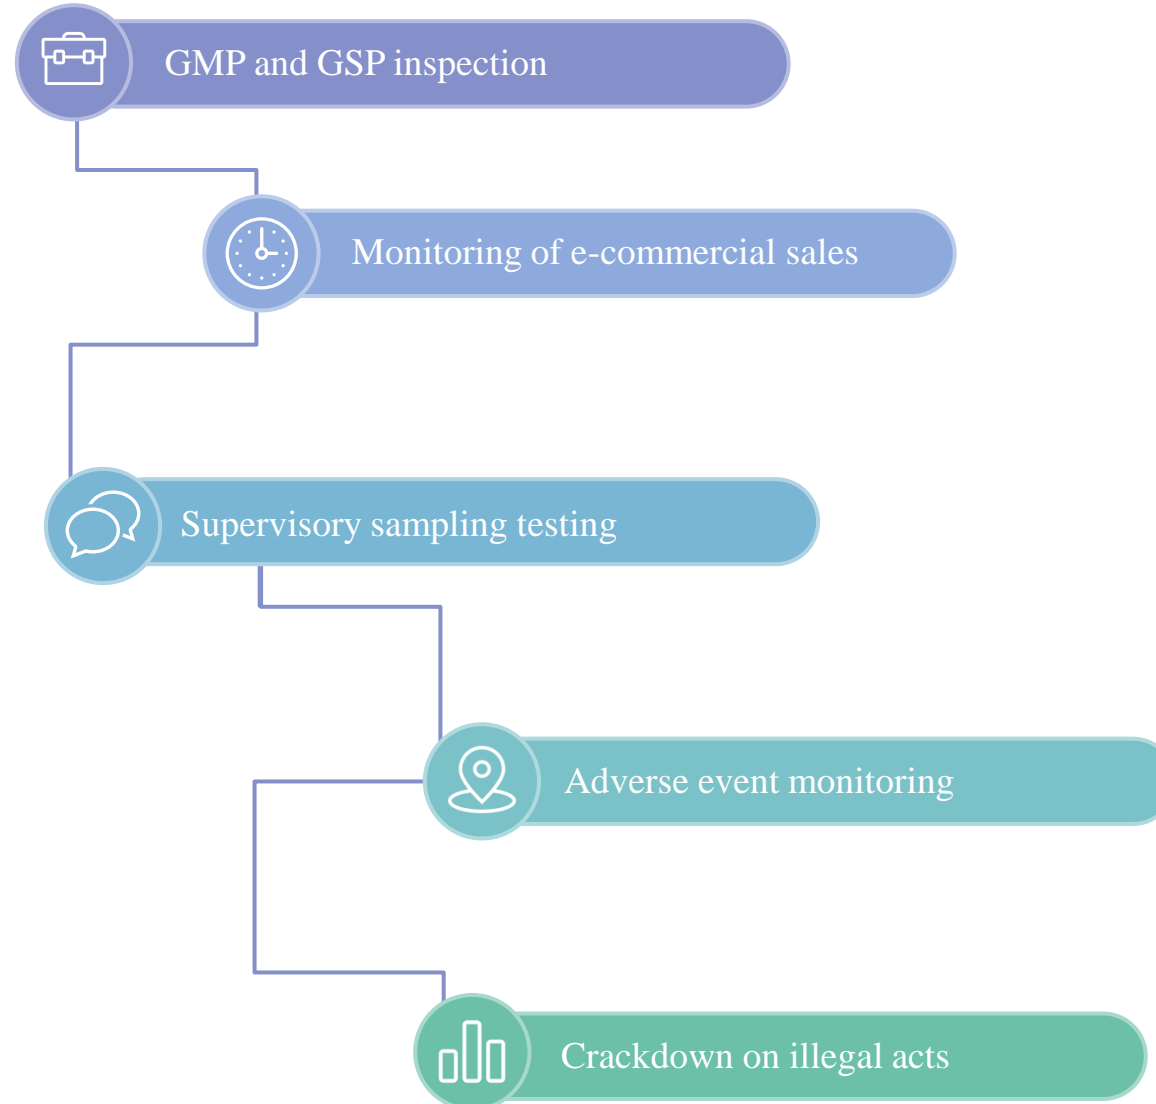 GMP and GSP inspection
Monitoring of e-commercial sales
Supervisory sampling testing
Adverse event monitoring
Crackdown on illegal acts